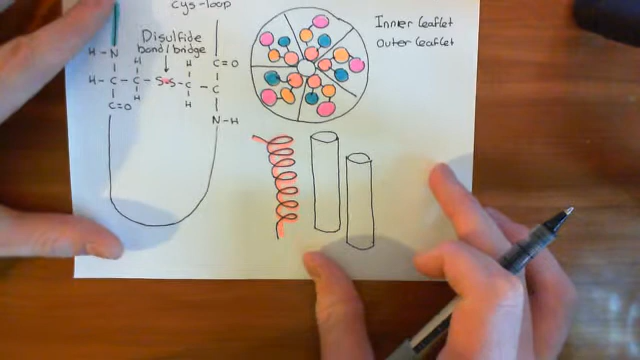 cys-loop
Disulfide
bond/bridge
H-N
H H
C=O
H-C-C-S-S-C-C
H H
C=O
N-H
Inner Leaflet
Outer Leaflet